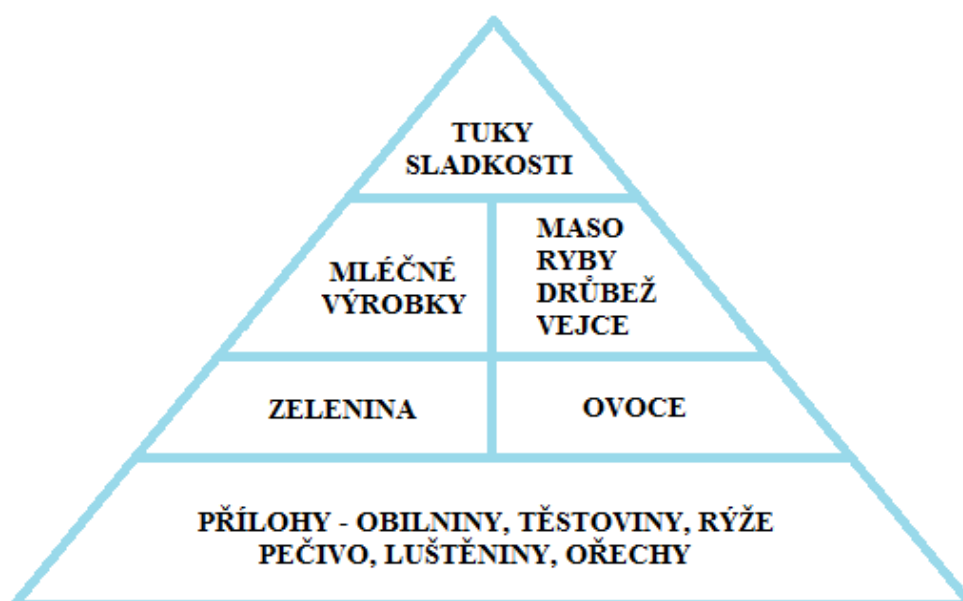 TUKY
SLADKOSTI
MLÉČNÉ
VÝROBKY
MASO
RYBY
DRŮBEŽ
VEJCE
ZELENINA
OVOCE
PŘÍLOHY - OBILNINY, TĚSTOVINY, RÝŽE
PEČIVO, LUŠTĚNINY, OŘECHY